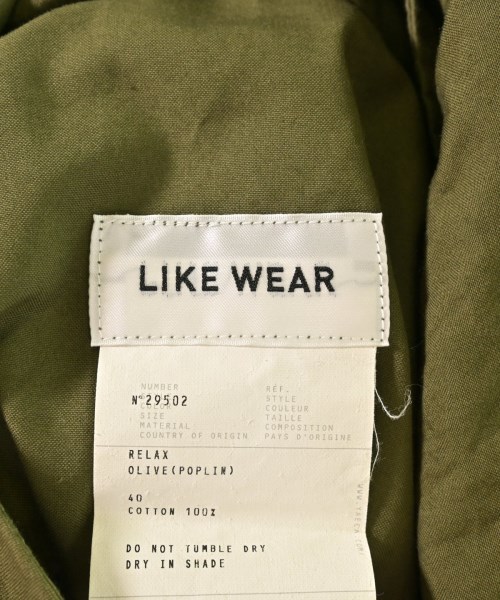 LIKE WEAR
NUMBER RÉF.
N°29502 STYLE
COLOR COULEUR
SIZE TAILLE
MATERIAL COMPOSITION
COUNTRY OF ORIGIN PAYS D'ORIGINE
RELAX
OLIVE(POPLIN)
40
COTTON 100%
DO NOT TUMBLE DRY
DRY IN SHADE